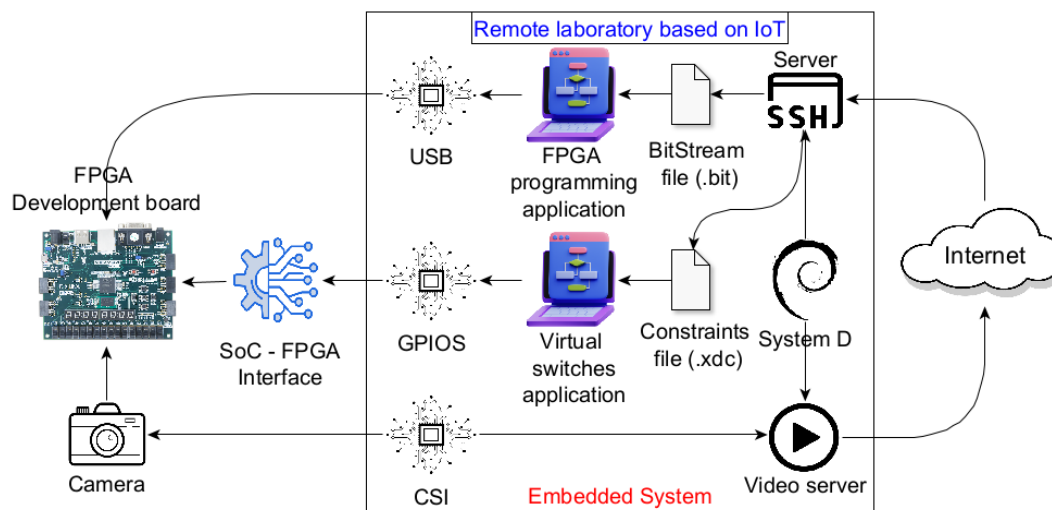 Remote laboratory based on IoT
Server
SSH
USB
FPGA
programming
application
BitStream
file (.bit)
FPGA
Development board
Internet
SoC - FPGA
Interface
GPIOS
Virtual
switches
application
Constraints
file (.xdc)
System D
Camera
CSI
Embedded System
Video server